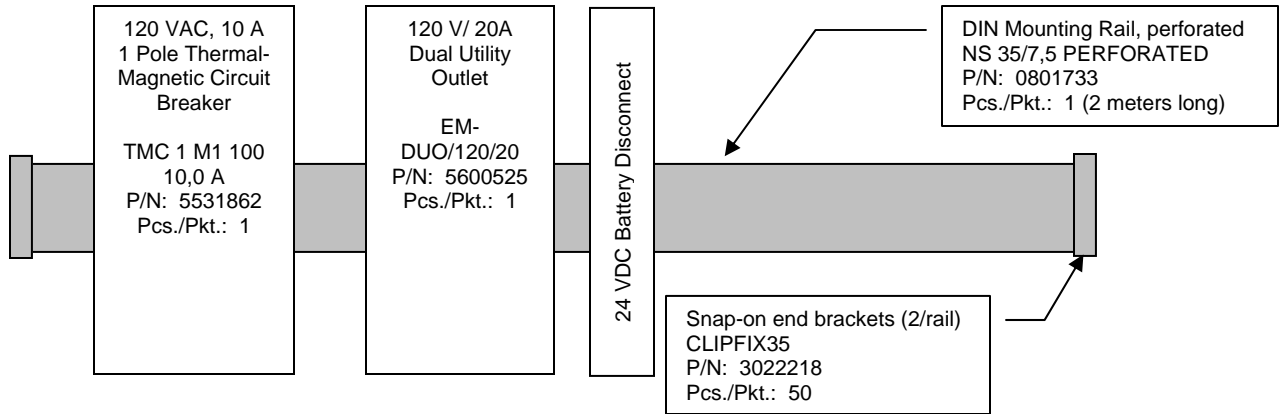 120 VAC, 10 A
1 Pole Thermal-
Magnetic Circuit
Breaker
TMC 1 M1 100
10,0 A
P/N: 5531862
Pcs./Pkt.: 1
120 V/ 20A
Dual Utility
Outlet
EM-
DUO/120/20
P/N: 5600525
Pcs./Pkt.: 1
24 VDC Battery Disconnect
DIN Mounting Rail, perforated
NS 35/7,5 PERFORATED
P/N: 0801733
Pcs./Pkt.: 1 (2 meters long)
Snap-on end brackets (2/rail)
CLIPFIX35
P/N: 3022218
Pcs./Pkt.: 50